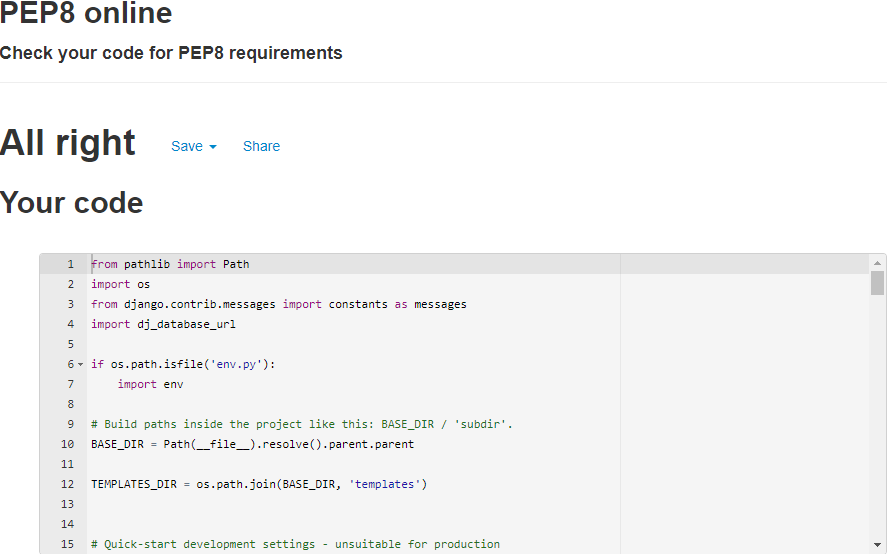 PEP8 online
Check your code for PEP8 requirements
All right Save Share
Your code
1 from pathlib import Path
2 import os
3 from django.contrib.messages import constants as messages
4 import dj_database_url
5
6 if os.path.isfile('env.py'):
7     import env
8
9 # Build paths inside the project like this: BASE_DIR / 'subdir'.
10 BASE_DIR = Path(__file__).resolve().parent.parent
11
12 TEMPLATES_DIR = os.path.join(BASE_DIR, 'templates')
13
14
15 # Quick-start development settings - unsuitable for production